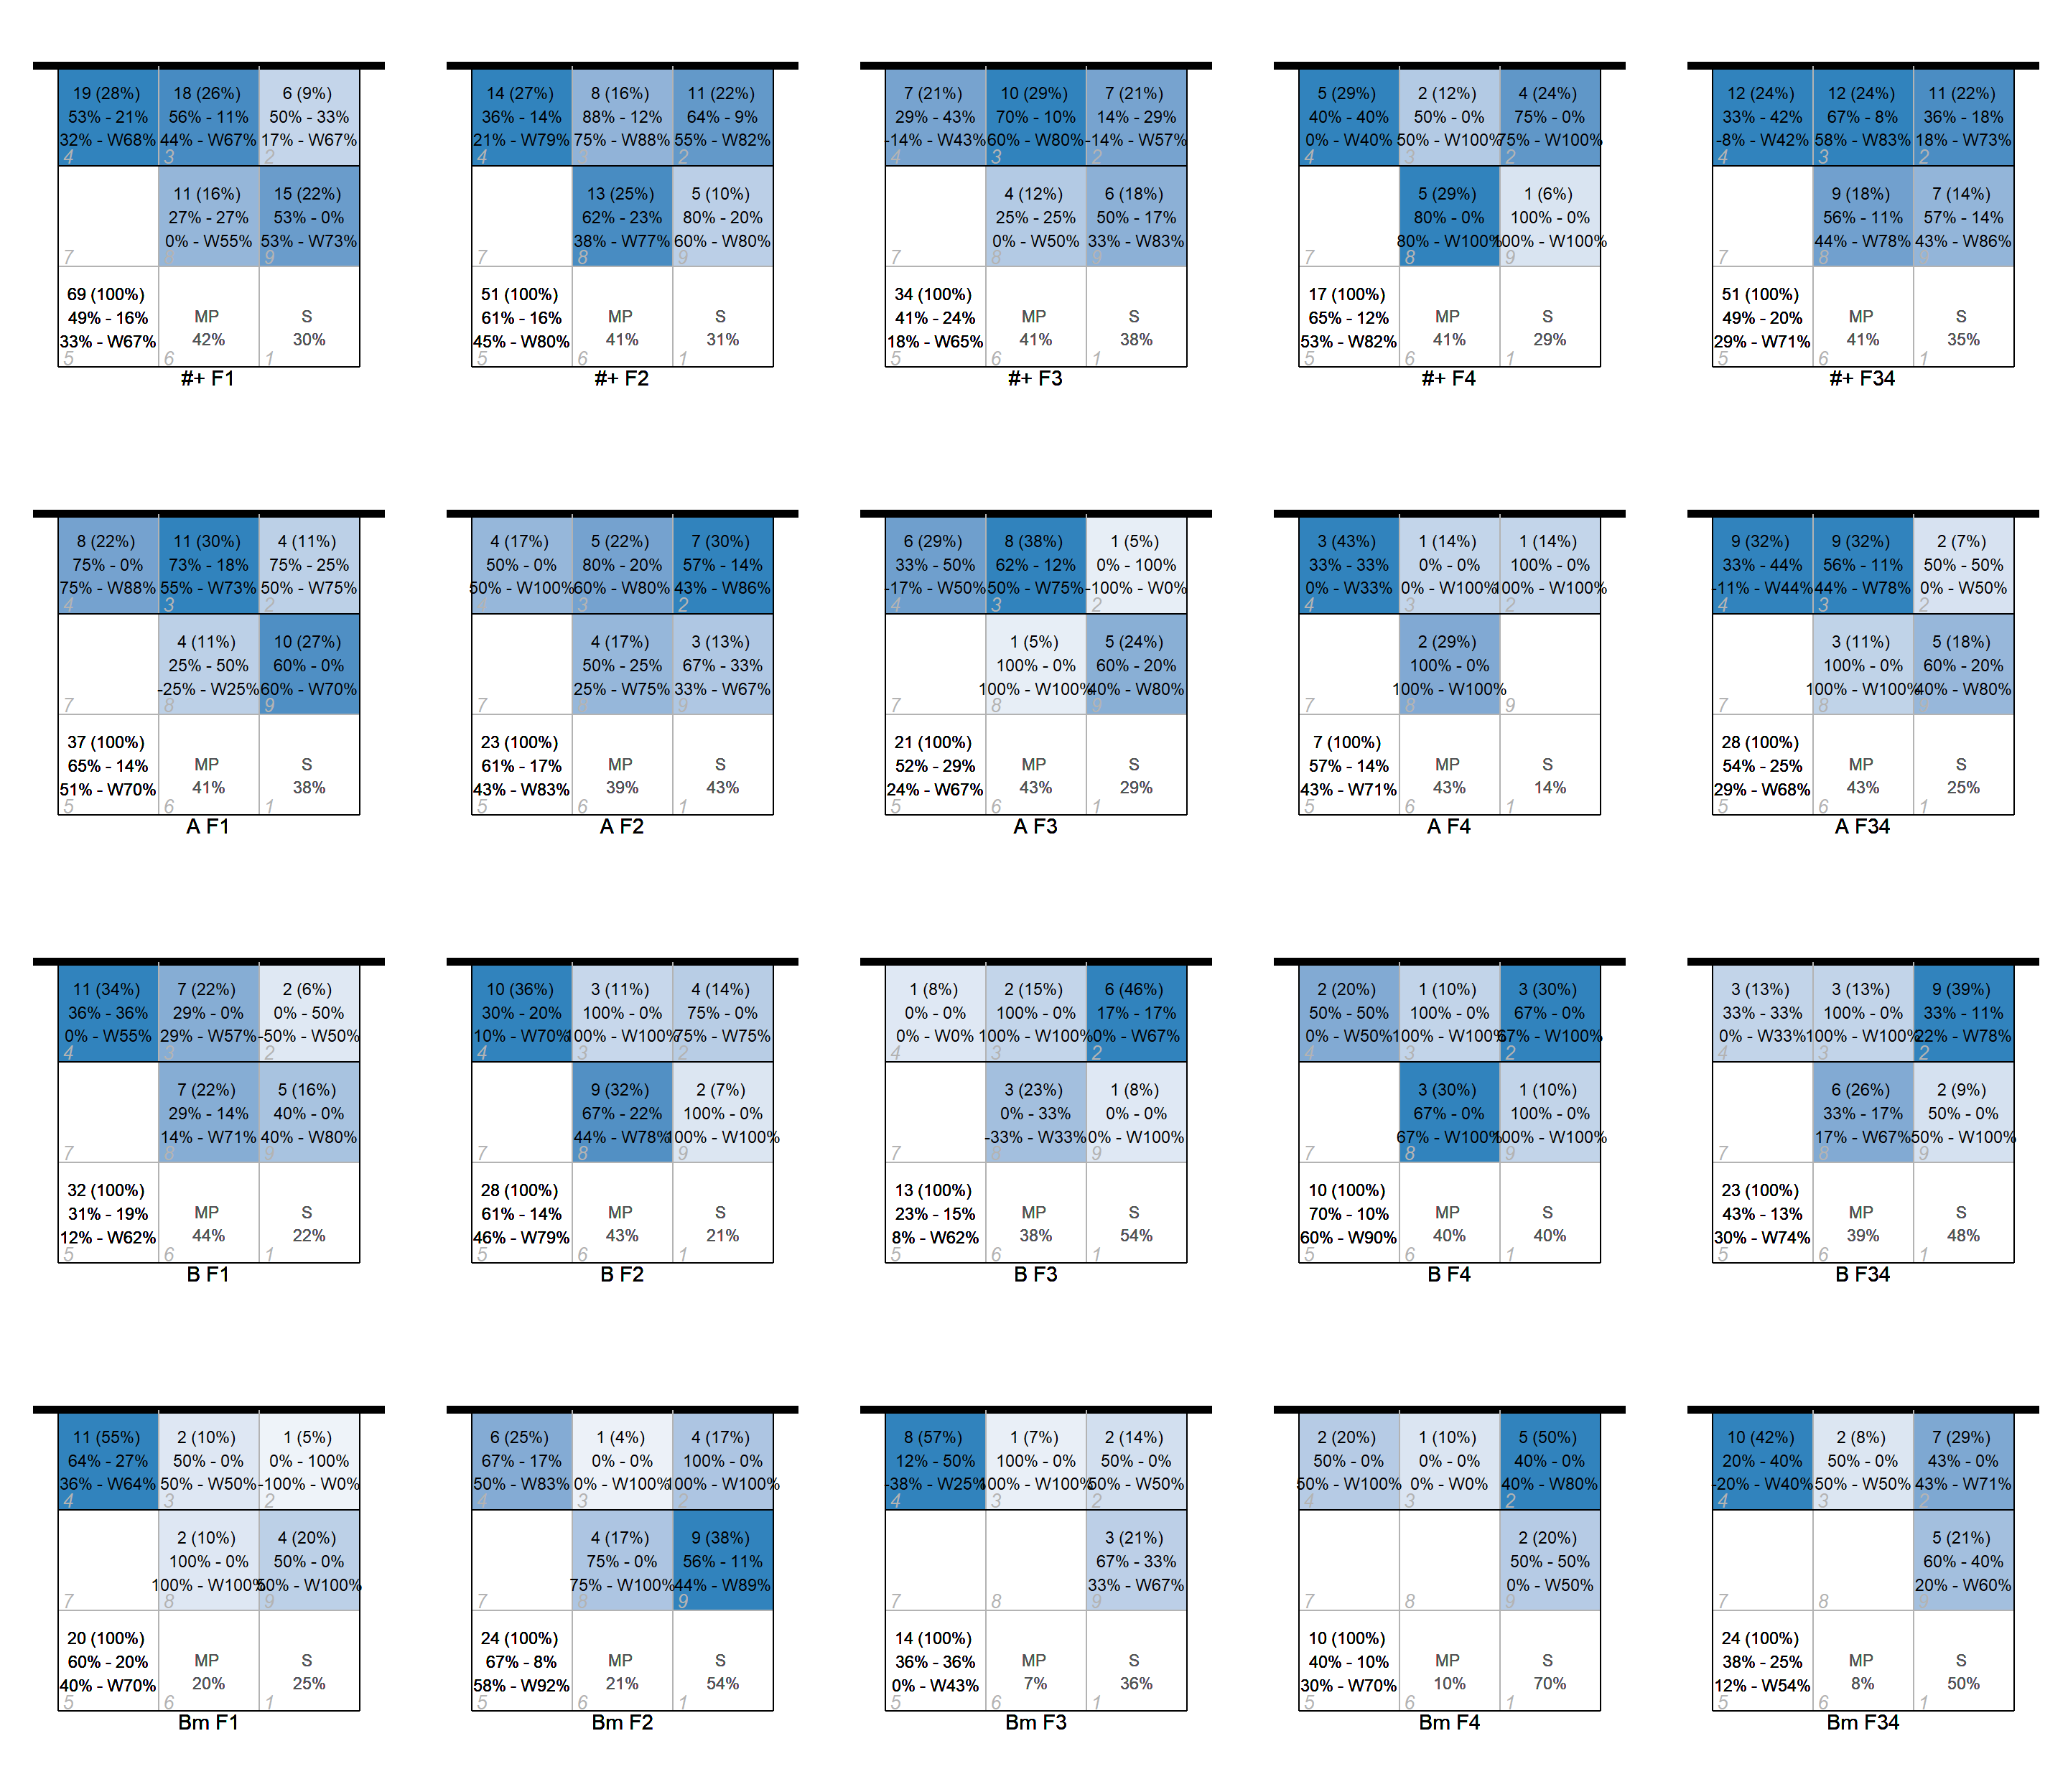 19 (28%)
53% - 21%
32% - W68%
4
18 (26%)
56% - 11%
44% - W67%
3
6 (9%)
50% - 33%
17% - W67%
2
7
11 (16%)
27% - 27%
0% - W55%
8
15 (22%)
53% - 0%
53% - W73%
9
69 (100%)
49% - 16%
33% - W67%
5
MP
42%
6
S
30%
1
#+ F1
14 (27%)
36% - 14%
21% - W79%
4
8 (16%)
88% - 12%
75% - W88%
3
11 (22%)
64% - 9%
55% - W82%
2
7
13 (25%)
62% - 23%
38% - W77%
8
5 (10%)
80% - 20%
60% - W80%
9
51 (100%)
61% - 16%
45% - W80%
5
MP
41%
6
S
31%
1
#+ F2
7 (21%)
29% - 43%
-14% - W43%
4
10 (29%)
70% - 10%
60% - W80%
3
7 (21%)
14% - 29%
-14% - W57%
2
7
4 (12%)
25% - 25%
0% - W50%
8
6 (18%)
50% - 17%
33% - W83%
9
34 (100%)
41% - 24%
18% - W65%
5
MP
41%
6
S
38%
1
#+ F3
5 (29%)
40% - 40%
0% - W40%
4
2 (12%)
50% - 0%
50% - W100%
3
4 (24%)
75% - 0%
75% - W100%
2
7
5 (29%)
80% - 0%
80% - W100%
8
1 (6%)
100% - 0%
100% - W100%
9
17 (100%)
65% - 12%
53% - W82%
5
MP
41%
6
S
29%
1
#+ F4
12 (24%)
33% - 42%
-8% - W42%
4
12 (24%)
67% - 8%
58% - W83%
3
11 (22%)
36% - 18%
18% - W73%
2
7
9 (18%)
56% - 11%
44% - W78%
8
7 (14%)
57% - 14%
43% - W86%
9
51 (100%)
49% - 20%
29% - W71%
5
MP
41%
6
S
35%
1
#+ F34
8 (22%)
75% - 0%
75% - W88%
4
11 (30%)
73% - 18%
55% - W73%
3
4 (11%)
75% - 25%
50% - W75%
2
7
4 (11%)
25% - 50%
-25% - W25%
8
10 (27%)
60% - 0%
60% - W70%
9
37 (100%)
65% - 14%
51% - W70%
5
MP
41%
6
S
38%
1
A F1
4 (17%)
50% - 0%
50% - W100%
4
5 (22%)
80% - 20%
60% - W80%
3
7 (30%)
57% - 14%
43% - W86%
2
7
4 (17%)
50% - 25%
25% - W75%
8
3 (13%)
67% - 33%
33% - W67%
9
23 (100%)
61% - 17%
43% - W83%
5
MP
39%
6
S
43%
1
A F2
6 (29%)
33% - 50%
-17% - W50%
4
8 (38%)
62% - 12%
50% - W75%
3
1 (5%)
0% - 100%
-100% - W0%
2
7
1 (5%)
100% - 0%
100% - W100%
8
5 (24%)
60% - 20%
40% - W80%
9
21 (100%)
52% - 29%
24% - W67%
5
MP
43%
6
S
29%
1
A F3
3 (43%)
33% - 33%
0% - W33%
4
1 (14%)
0% - 0%
0% - W100%
3
1 (14%)
100% - 0%
100% - W100%
2
7
2 (29%)
100% - 0%
100% - W100%
8
9
7 (100%)
57% - 14%
43% - W71%
5
MP
43%
6
S
14%
1
A F4
9 (32%)
33% - 44%
-11% - W44%
4
9 (32%)
56% - 11%
44% - W78%
3
2 (7%)
50% - 50%
0% - W50%
2
7
3 (11%)
100% - 0%
100% - W100%
8
5 (18%)
60% - 20%
40% - W80%
9
28 (100%)
54% - 25%
29% - W68%
5
MP
43%
6
S
25%
1
A F34
11 (34%)
36% - 36%
0% - W55%
4
7 (22%)
29% - 0%
29% - W57%
3
2 (6%)
0% - 50%
-50% - W50%
2
7
7 (22%)
29% - 14%
14% - W71%
8
5 (16%)
40% - 0%
40% - W80%
9
32 (100%)
31% - 19%
12% - W62%
5
MP
44%
6
S
22%
1
B F1
10 (36%)
30% - 20%
10% - W70%
4
3 (11%)
100% - 0%
100% - W100%
3
4 (14%)
75% - 0%
75% - W75%
2
7
9 (32%)
67% - 22%
44% - W78%
8
2 (7%)
100% - 0%
100% - W100%
9
28 (100%)
61% - 14%
46% - W79%
5
MP
43%
6
S
21%
1
B F2
1 (8%)
0% - 0%
0% - W0%
4
2 (15%)
100% - 0%
100% - W100%
3
6 (46%)
17% - 17%
0% - W67%
2
7
3 (23%)
0% - 33%
-33% - W33%
8
1 (8%)
0% - 0%
0% - W100%
9
13 (100%)
23% - 15%
8% - W62%
5
MP
38%
6
S
54%
1
B F3
2 (20%)
50% - 50%
0% - W50%
4
1 (10%)
100% - 0%
100% - W100%
3
3 (30%)
67% - 0%
67% - W100%
2
7
3 (30%)
67% - 0%
67% - W100%
8
1 (10%)
100% - 0%
100% - W100%
9
10 (100%)
70% - 10%
60% - W90%
5
MP
40%
6
S
40%
1
B F4
3 (13%)
33% - 33%
0% - W33%
4
3 (13%)
100% - 0%
100% - W100%
3
9 (39%)
33% - 11%
22% - W78%
2
7
6 (26%)
33% - 17%
17% - W67%
8
2 (9%)
50% - 0%
50% - W100%
9
23 (100%)
43% - 13%
30% - W74%
5
MP
39%
6
S
48%
1
B F34
11 (55%)
64% - 27%
36% - W64%
4
2 (10%)
50% - 0%
50% - W50%
3
1 (5%)
0% - 100%
-100% - W0%
2
7
2 (10%)
100% - 0%
100% - W100%
8
4 (20%)
50% - 0%
50% - W100%
9
20 (100%)
60% - 20%
40% - W70%
5
MP
20%
6
S
25%
1
Bm F1
6 (25%)
67% - 17%
50% - W83%
4
1 (4%)
0% - 0%
0% - W100%
3
4 (17%)
100% - 0%
100% - W100%
2
7
4 (17%)
75% - 0%
75% - W100%
8
9 (38%)
56% - 11%
44% - W89%
9
24 (100%)
67% - 8%
58% - W92%
5
MP
21%
6
S
54%
1
Bm F2
8 (57%)
12% - 50%
-38% - W25%
4
1 (7%)
100% - 0%
100% - W100%
3
2 (14%)
50% - 0%
50% - W50%
2
7
8
3 (21%)
67% - 33%
33% - W67%
9
14 (100%)
36% - 36%
0% - W43%
5
MP
7%
6
S
36%
1
Bm F3
2 (20%)
50% - 0%
50% - W100%
4
1 (10%)
0% - 0%
0% - W0%
3
5 (50%)
40% - 0%
40% - W80%
2
7
8
2 (20%)
50% - 50%
0% - W50%
9
10 (100%)
40% - 10%
30% - W70%
5
MP
10%
6
S
70%
1
Bm F4
10 (42%)
20% - 40%
-20% - W40%
4
2 (8%)
50% - 0%
50% - W50%
3
7 (29%)
43% - 0%
43% - W71%
2
7
8
5 (21%)
60% - 40%
20% - W60%
9
24 (100%)
38% - 25%
12% - W54%
5
MP
8%
6
S
50%
1
Bm F34